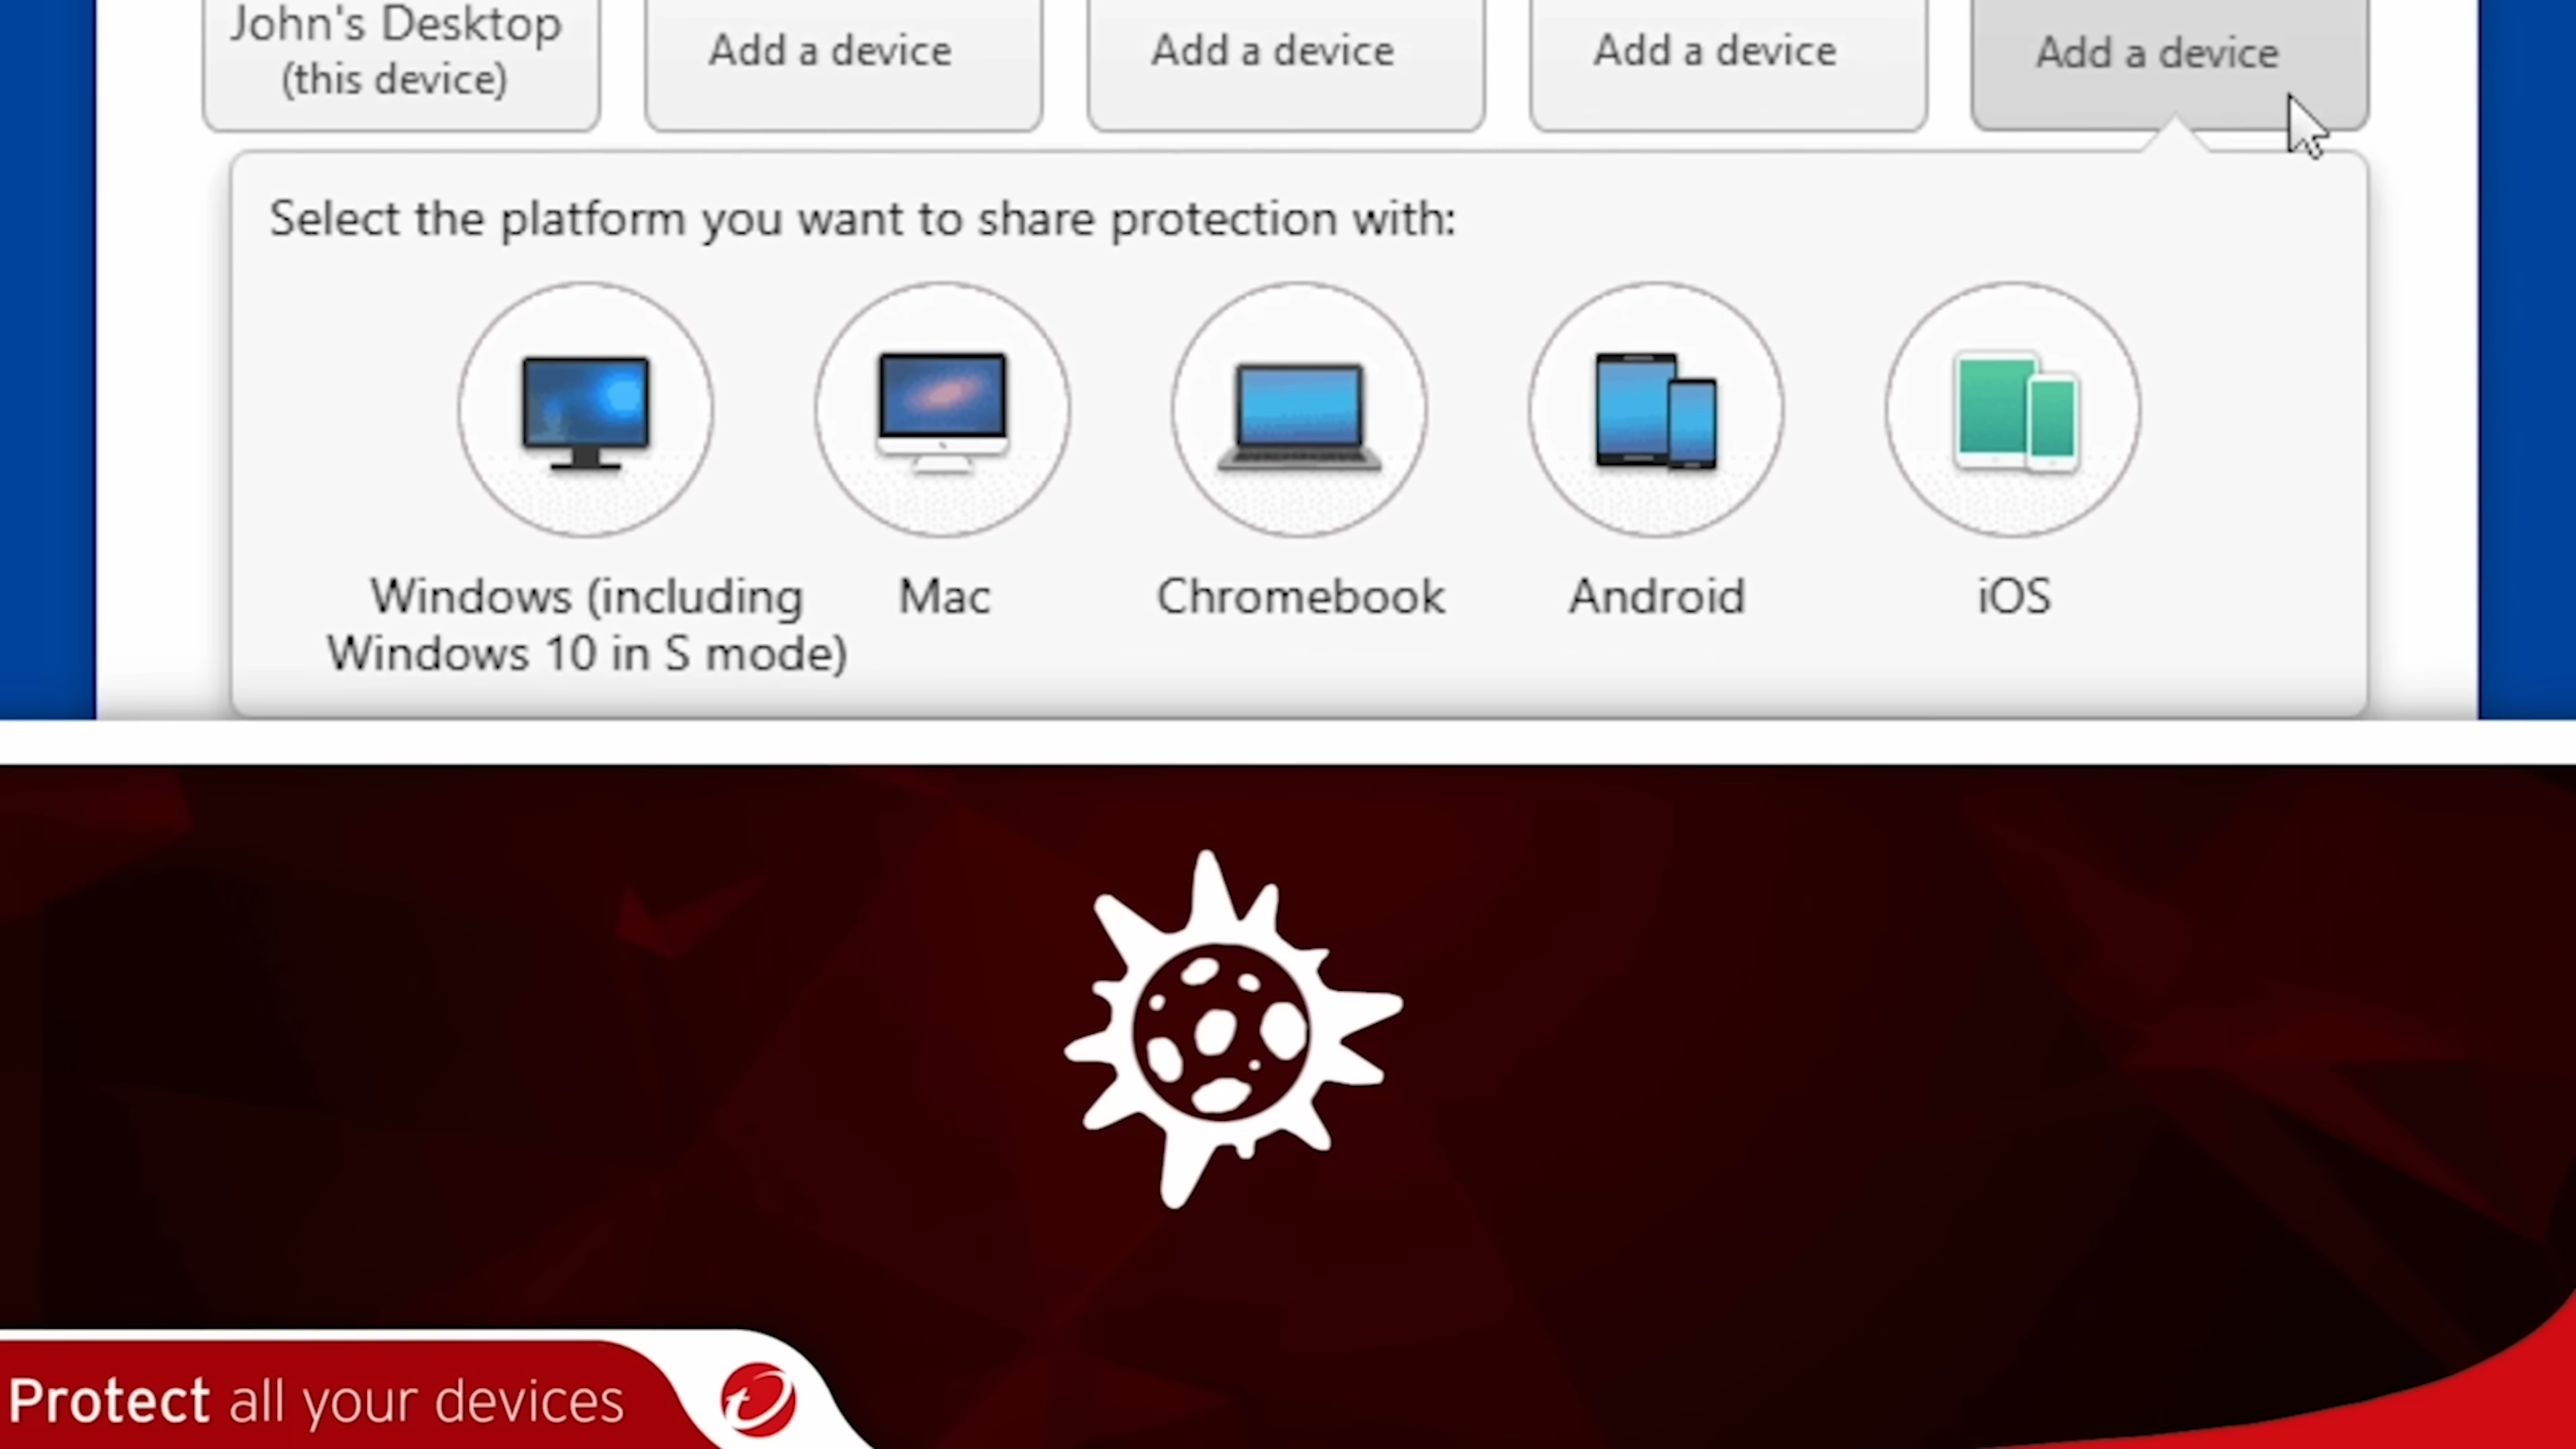 John's Desktop
(this device)
Add a device
Add a device
Add a device
Add a device
Select the platform you want to share protection with:
Windows (including
Windows 10 in S mode)
Mac
Chromebook
Android
iOS
Protect all your devices